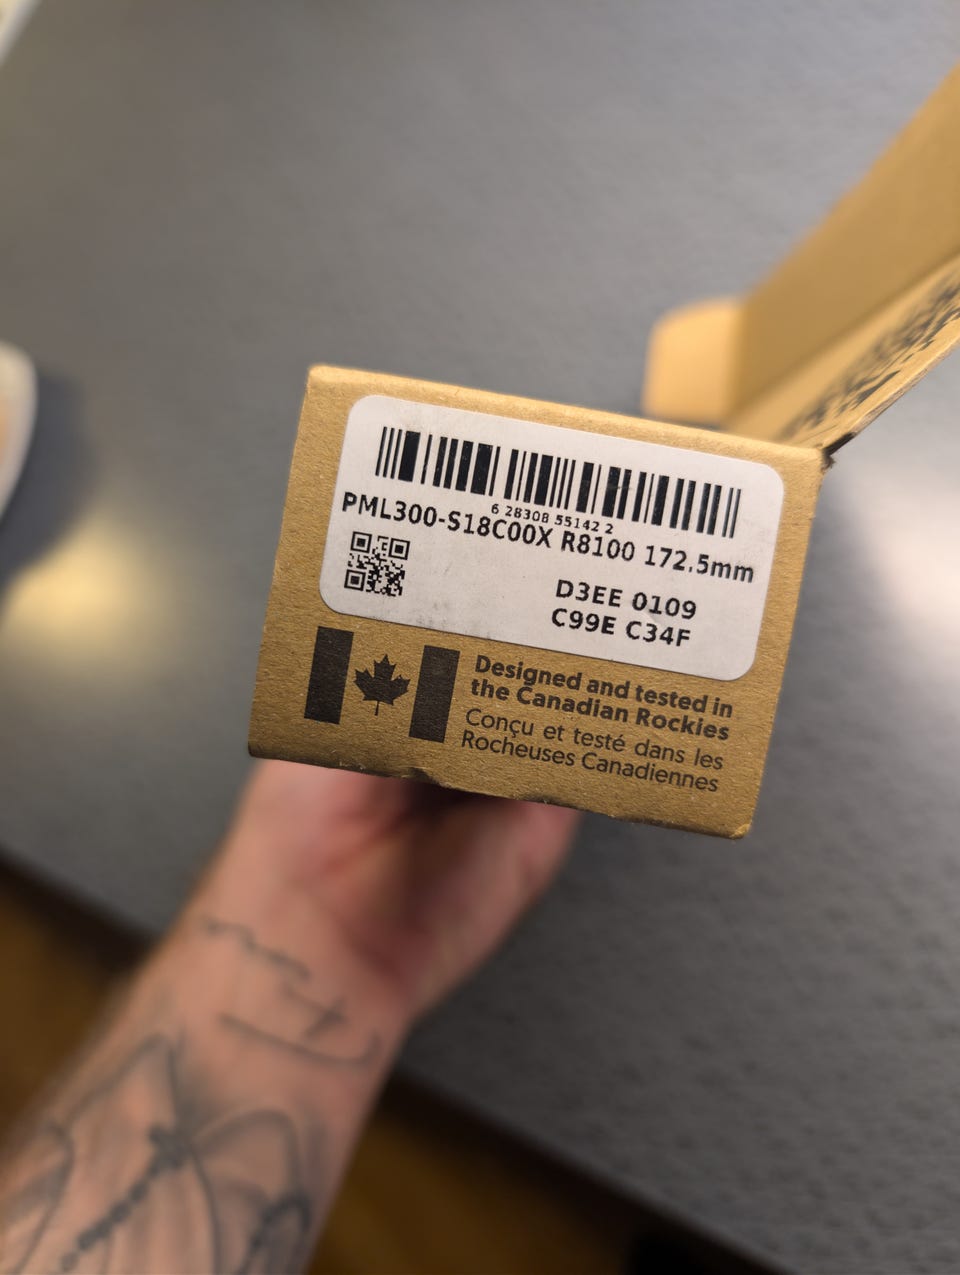 6 28308 55142 2
PML300-S18C00X R8100 172.5mm
D3EE 0109
C99E C34F
Designed and tested in
the Canadian Rockies
Conçu et testé dans les
Rocheuses Canadiennes